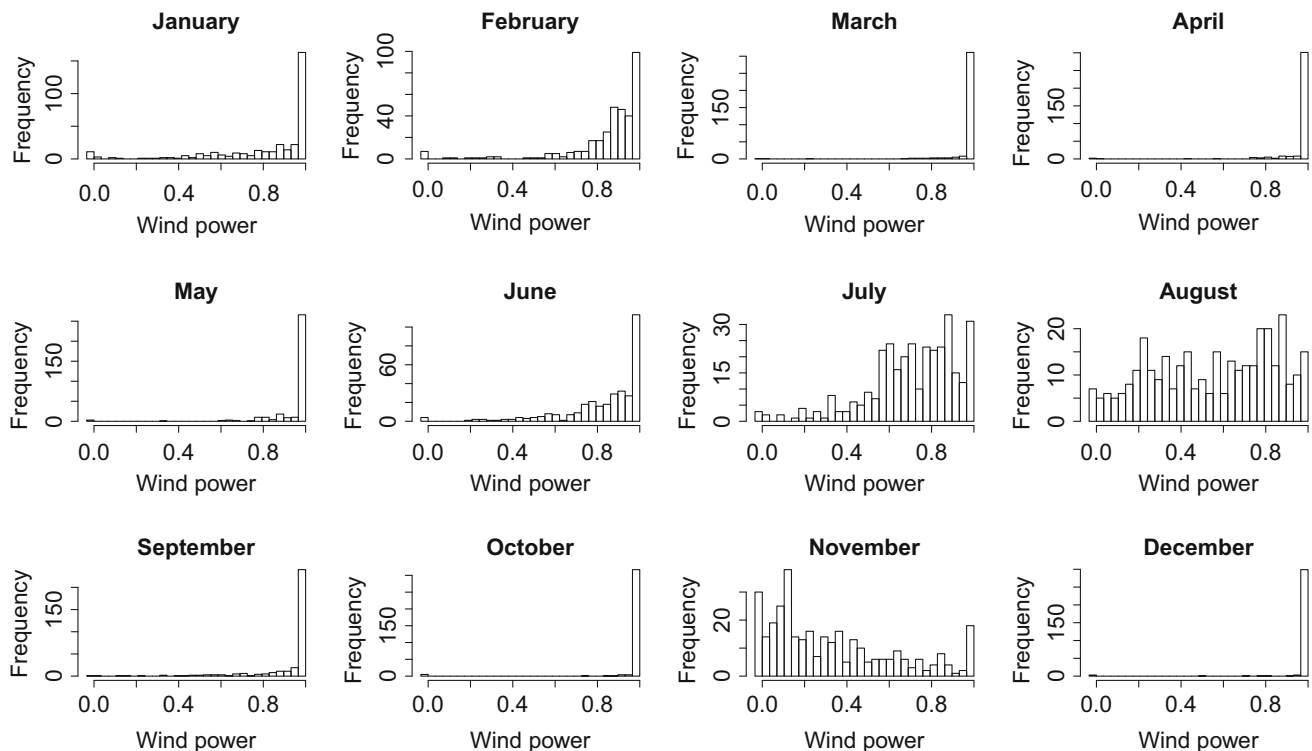 January
February
March
April
Frequency
0 100
Frequency
0 40 100
Frequency
0 150
Frequency
0 150
0.0 0.4 0.8
0.0 0.4 0.8
0.0 0.4 0.8
0.0 0.4 0.8
Wind power
Wind power
Wind power
Wind power
May
June
July
August
Frequency
0 150
Frequency
0 60
Frequency
0 15 30
Frequency
0 10 20
0.0 0.4 0.8
0.0 0.4 0.8
0.0 0.4 0.8
0.0 0.4 0.8
Wind power
Wind power
Wind power
Wind power
September
October
November
December
Frequency
0 150
Frequency
0 150
Frequency
0 20
Frequency
0 150
0.0 0.4 0.8
0.0 0.4 0.8
0.0 0.4 0.8
0.0 0.4 0.8
Wind power
Wind power
Wind power
Wind power